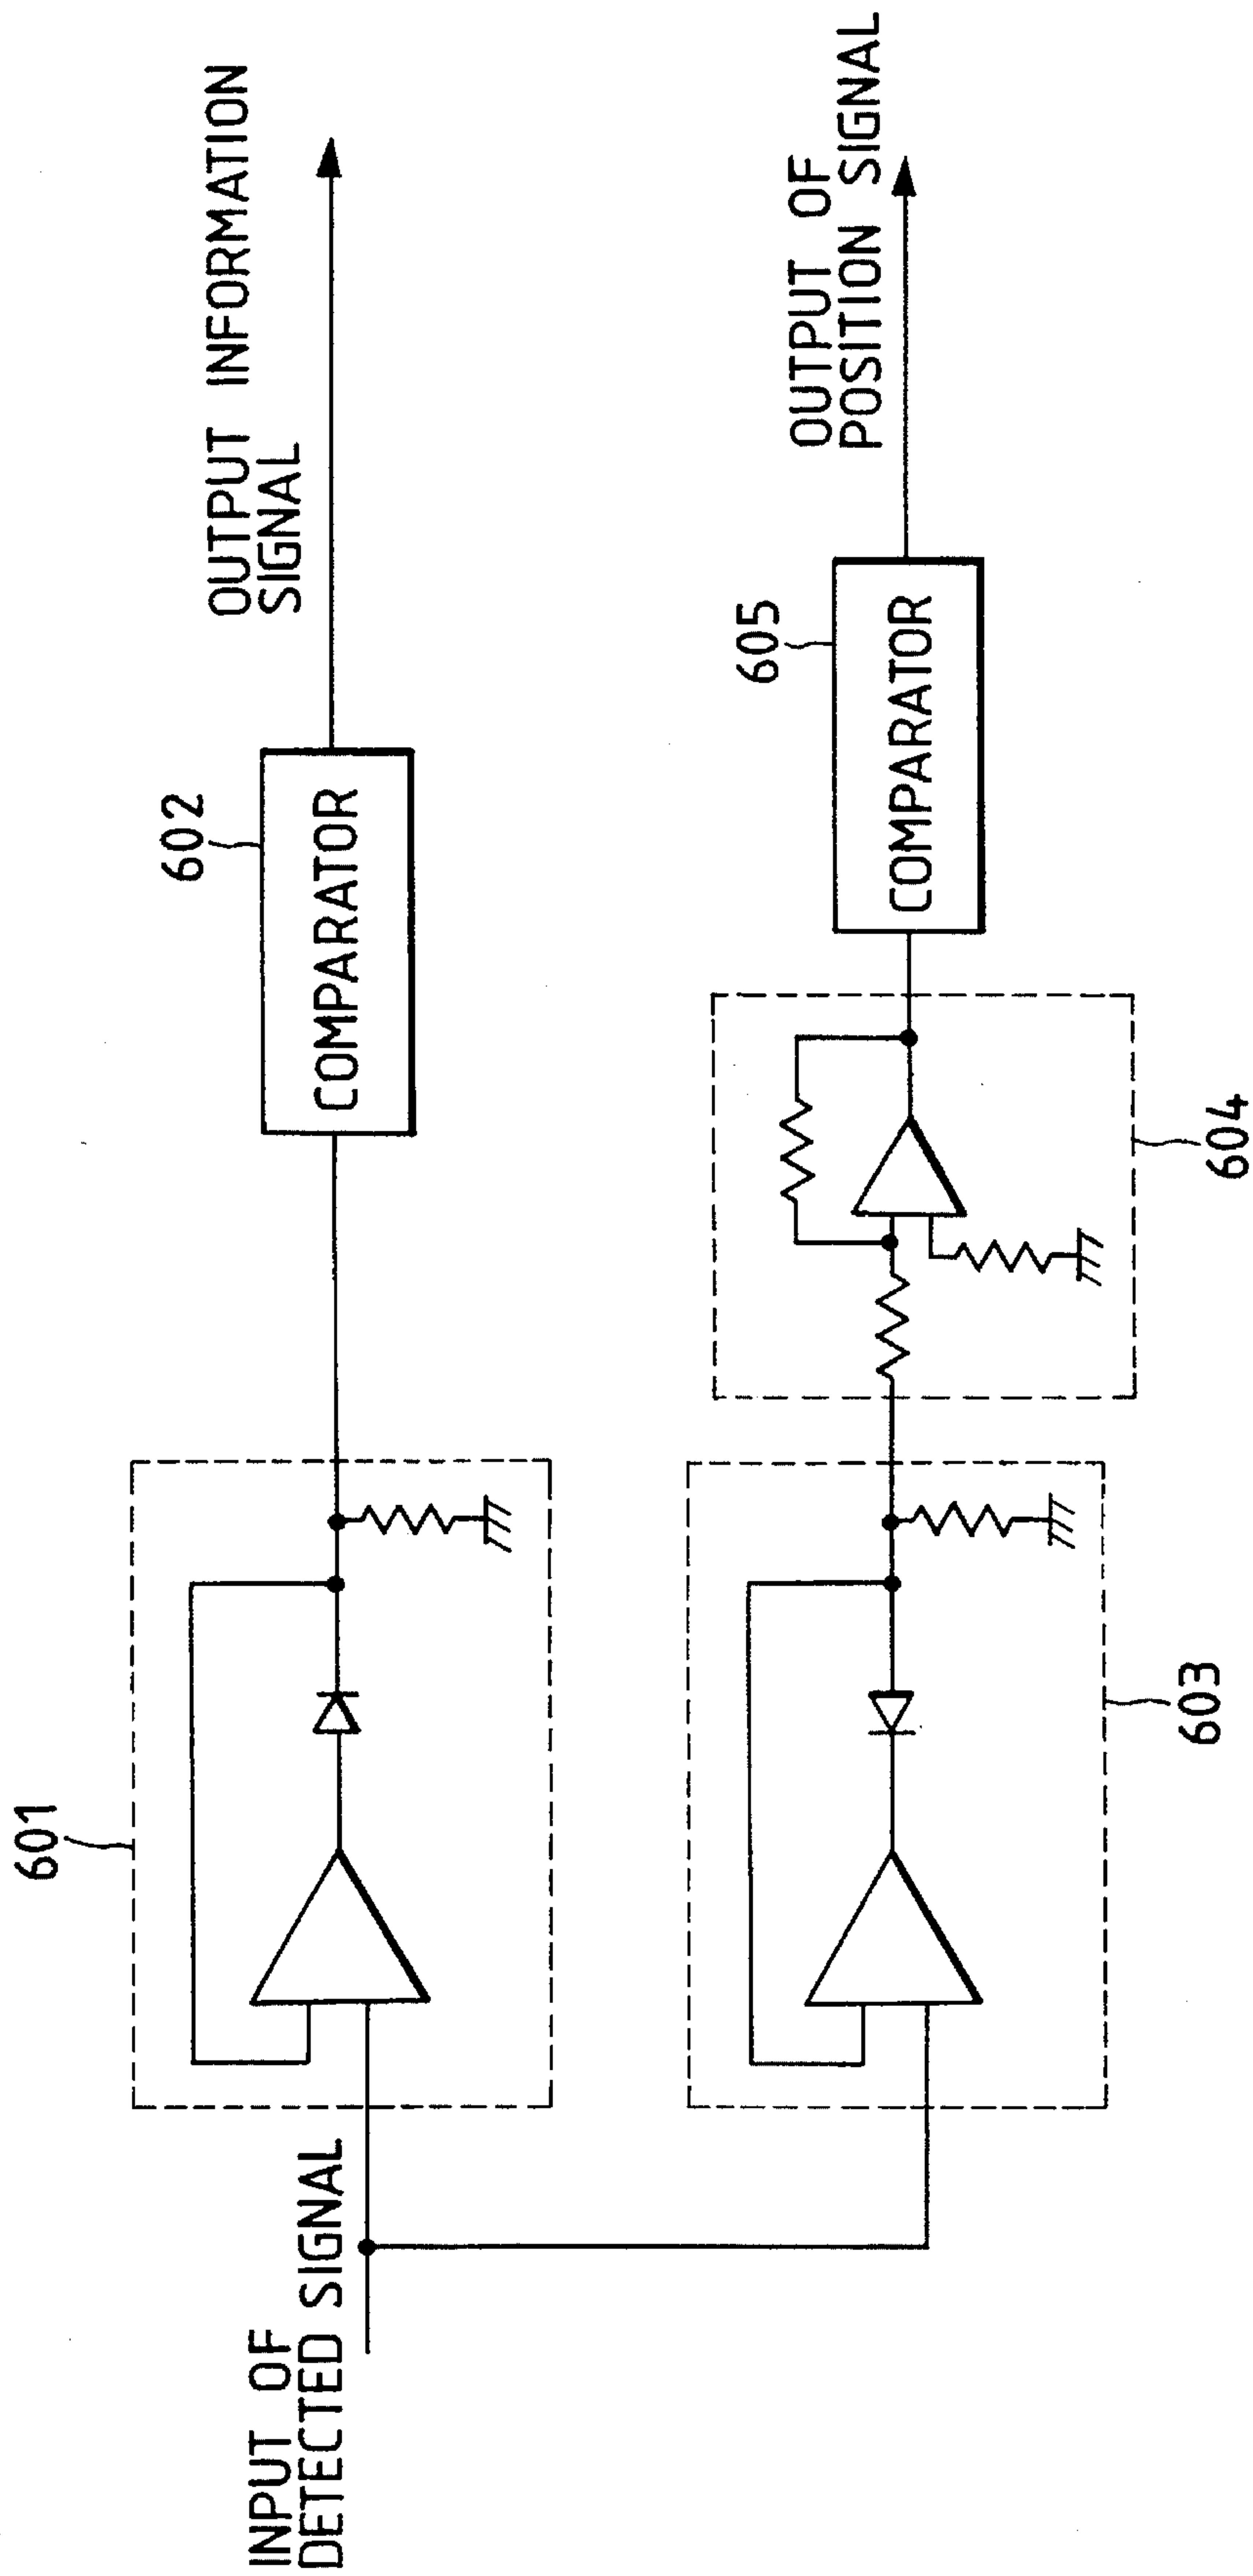 INPUT OF
DETECTED SIGNAL
601
602
COMPARATOR
OUTPUT INFORMATION
SIGNAL
603
604
605
COMPARATOR
OUTPUT OF
POSITION SIGNAL